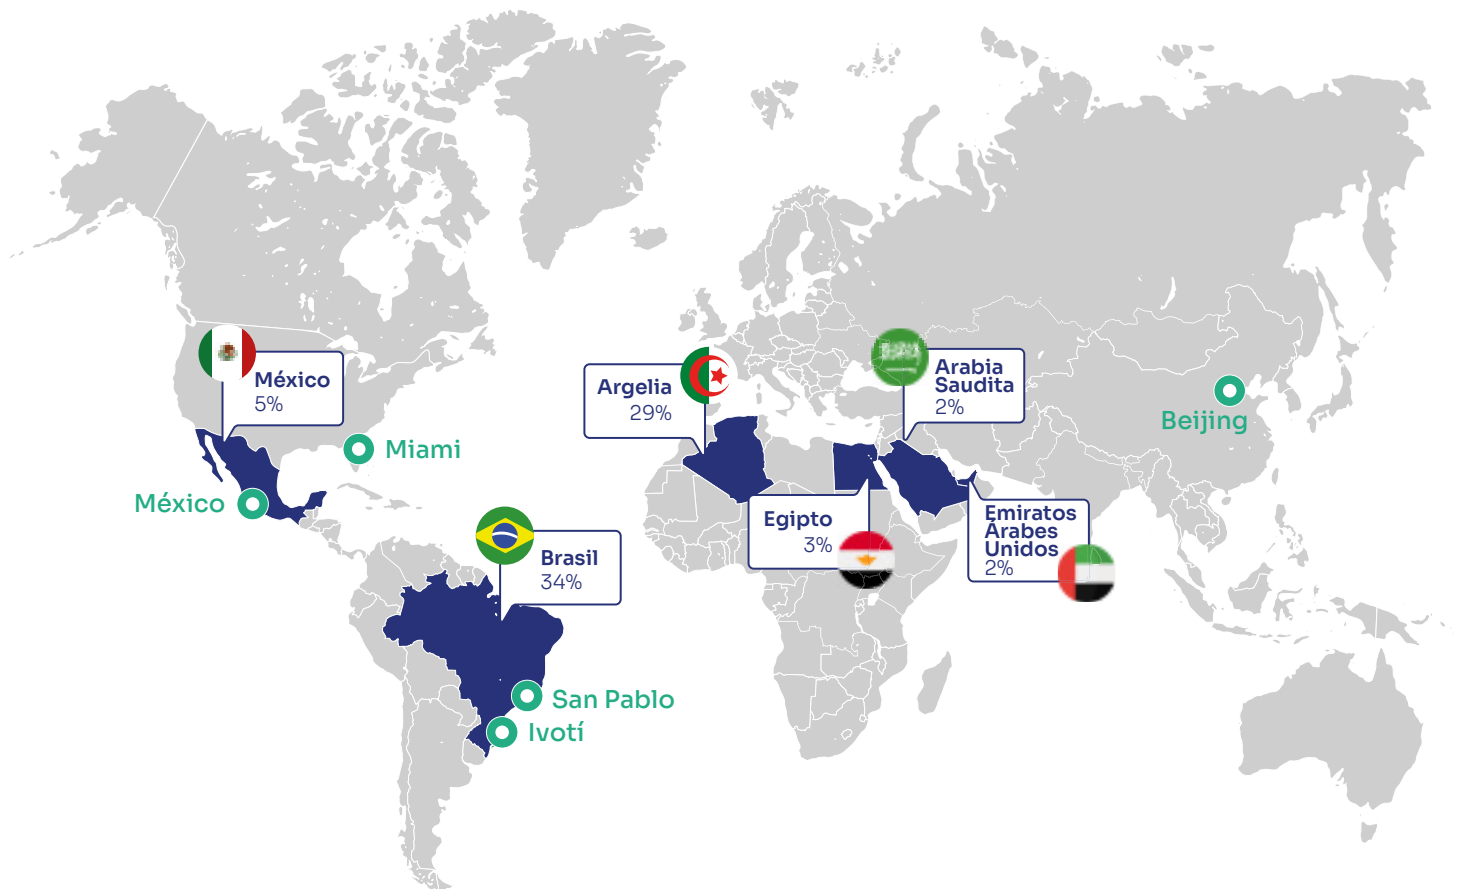 México
5%
Argelia
29%
Arabia
Saudita
2%
Beijing
Miami
México
Egipto
3%
Emiratos
Árabes
Unidos
2%
Brasil
34%
San Pablo
Ivotí